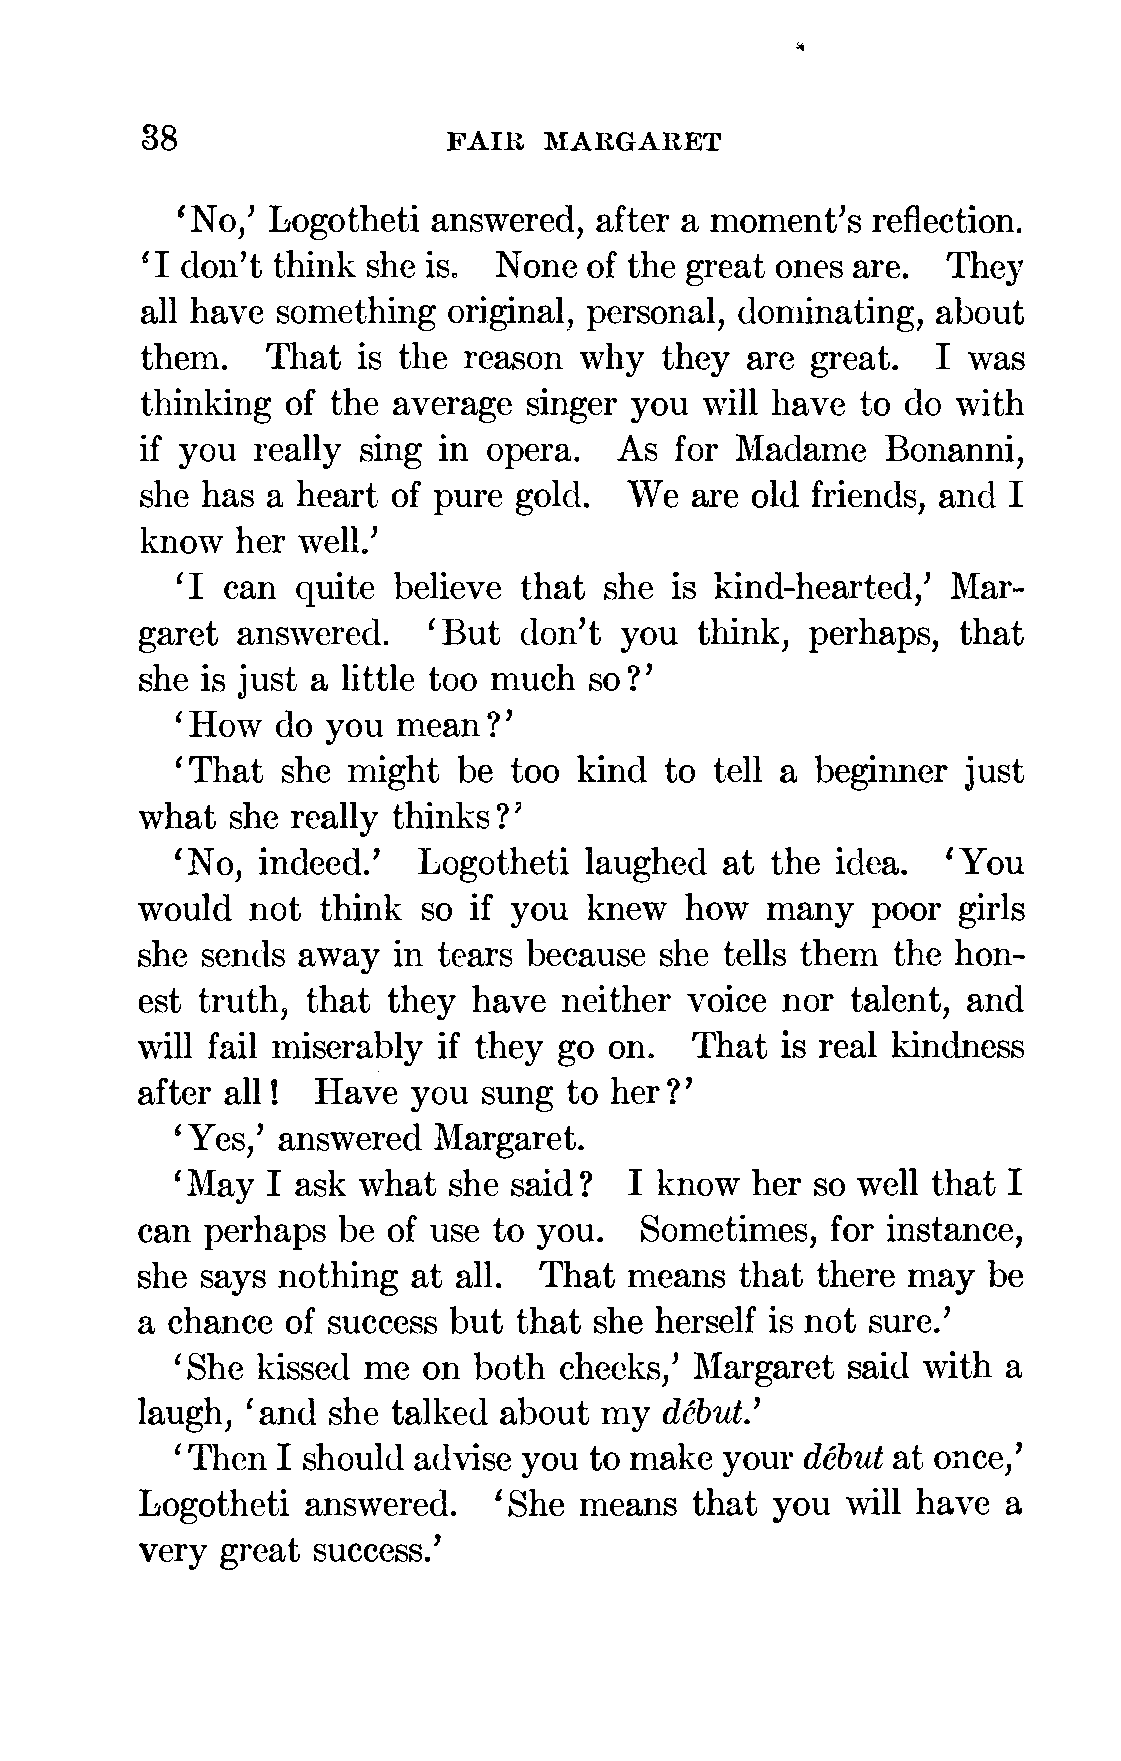 38 FAIR MARGARET
'No,' Logotheti answered, after a moment's reflection.
'I don't think she is. None of the great ones are. They
all have something original, personal, dominating, about
them. That is the reason why they are great. I was
thinking of the average singer you will have to do with
if you really sing in opera. As for Madame Bonanni,
she has a heart of pure gold. We are old friends, and I
know her well.'
'I can quite believe that she is kind-hearted,' Mar-
garet answered. 'But don't you think, perhaps, that
she is just a little too much so?'
'How do you mean?'
'That she might be too kind to tell a beginner just
what she really thinks?'
'No, indeed.' Logotheti laughed at the idea. 'You
would not think so if you knew how many poor girls
she sends away in tears because she tells them the hon-
est truth, that they have neither voice nor talent, and
will fail miserably if they go on. That is real kindness
after all! Have you sung to her?'
'Yes,' answered Margaret.
'May I ask what she said? I know her so well that I
can perhaps be of use to you. Sometimes, for instance,
she says nothing at all. That means that there may be
a chance of success but that she herself is not sure.'
'She kissed me on both cheeks,' Margaret said with a
laugh, 'and she talked about my début.'
'Then I should advise you to make your début at once,'
Logotheti answered. 'She means that you will have a
very great success.'